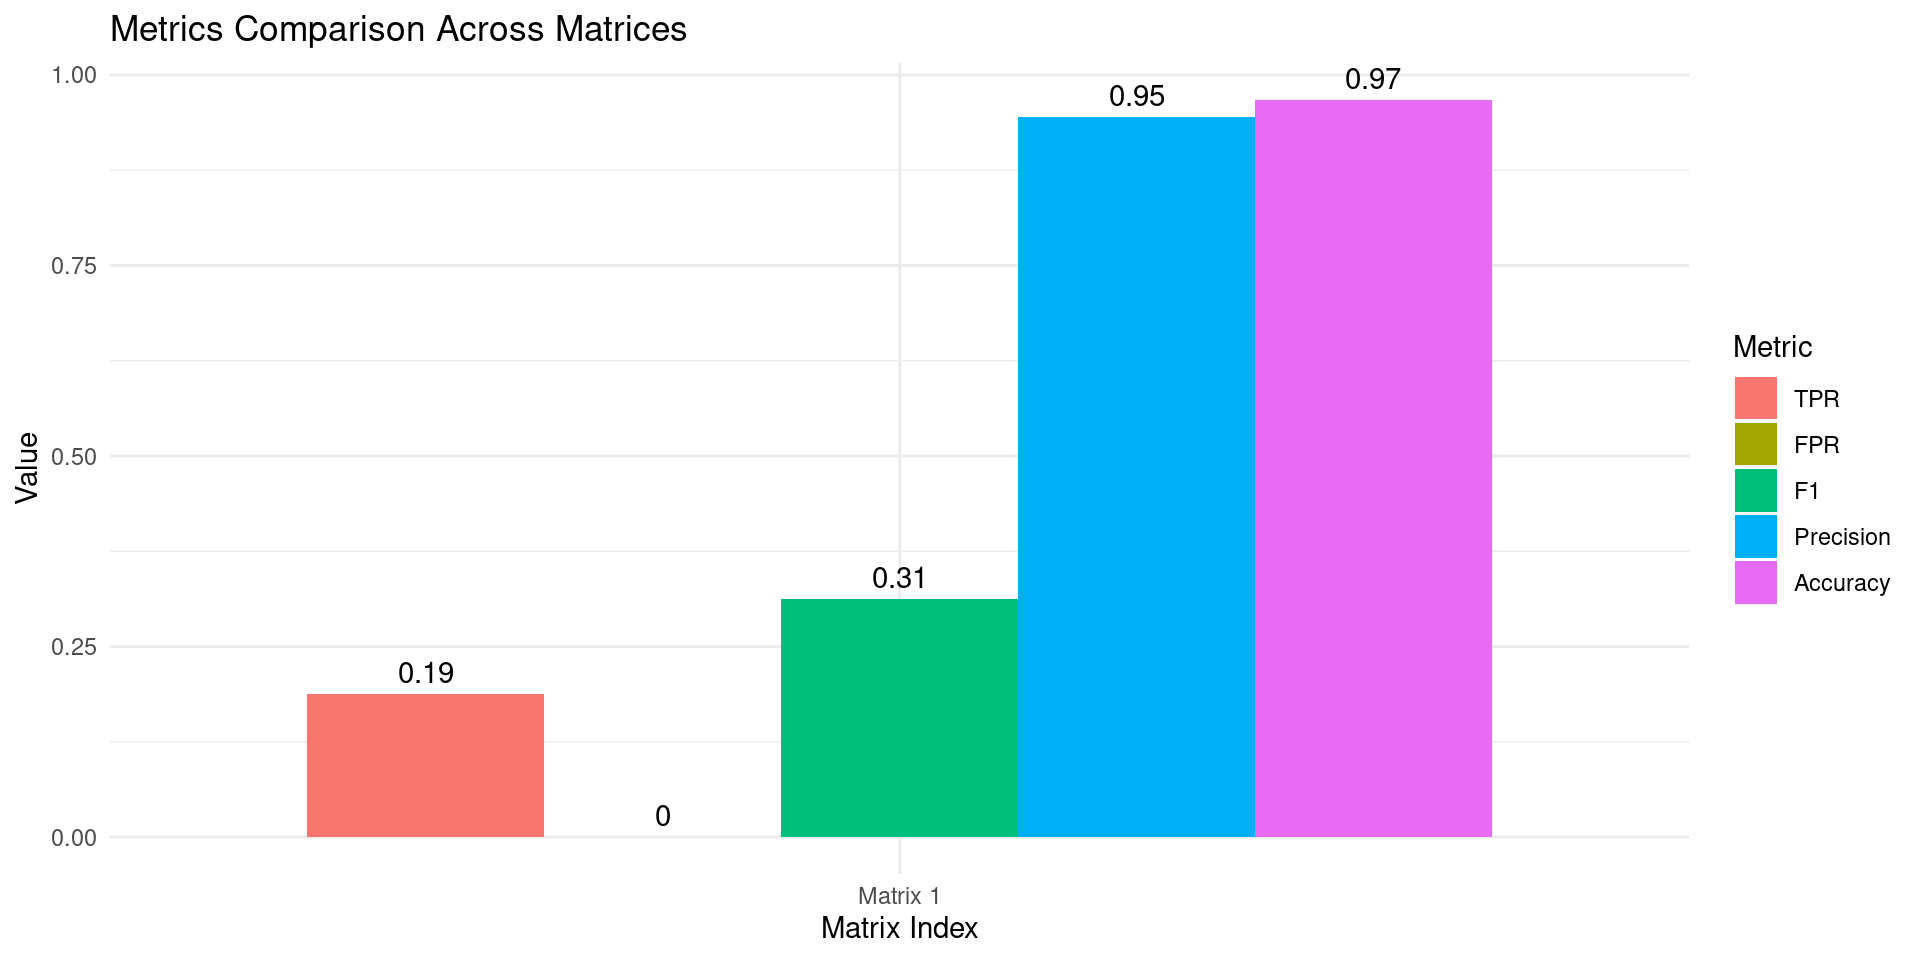 Metrics Comparison Across Matrices
1.00
0.75
0.50
0.25
0.00
Value
0.19
0
0.31
0.95
0.97
Matrix 1
Matrix Index
Metric
TPR
FPR
F1
Precision
Accuracy